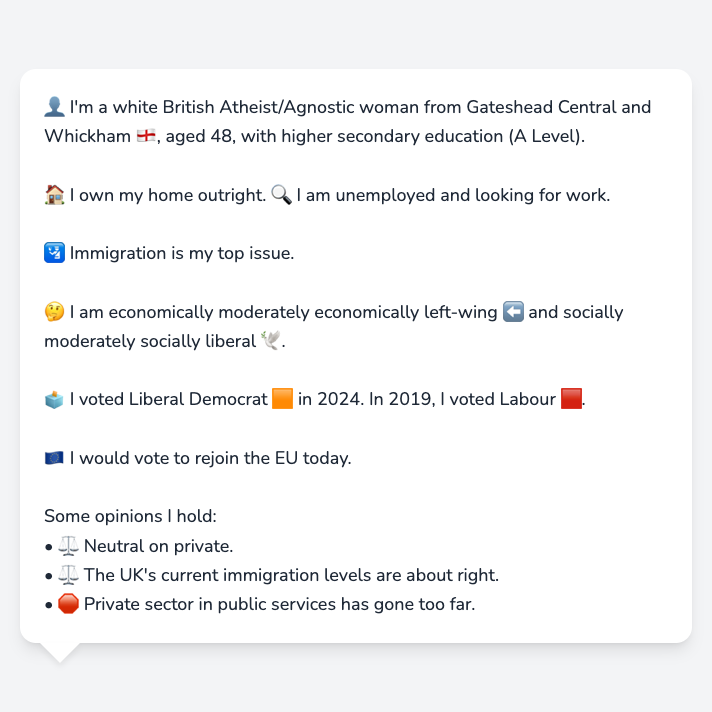 👤 I'm a white British Atheist/Agnostic woman from Gateshead Central and
Whickham 🏴󠁧󠁢󠁥󠁮󠁧󠁿, aged 48, with higher secondary education (A Level).
🏠 I own my home outright. 🔍 I am unemployed and looking for work.
🛂 Immigration is my top issue.
🤔 I am economically moderately economically left-wing ⬅️ and socially
moderately socially liberal 🕊️.
🗳️ I voted Liberal Democrat 🟧 in 2024. In 2019, I voted Labour 🟥.
🇪🇺 I would vote to rejoin the EU today.
Some opinions I hold:
• ⚖️ Neutral on private.
• ⚖️ The UK's current immigration levels are about right.
• 🛑 Private sector in public services has gone too far.